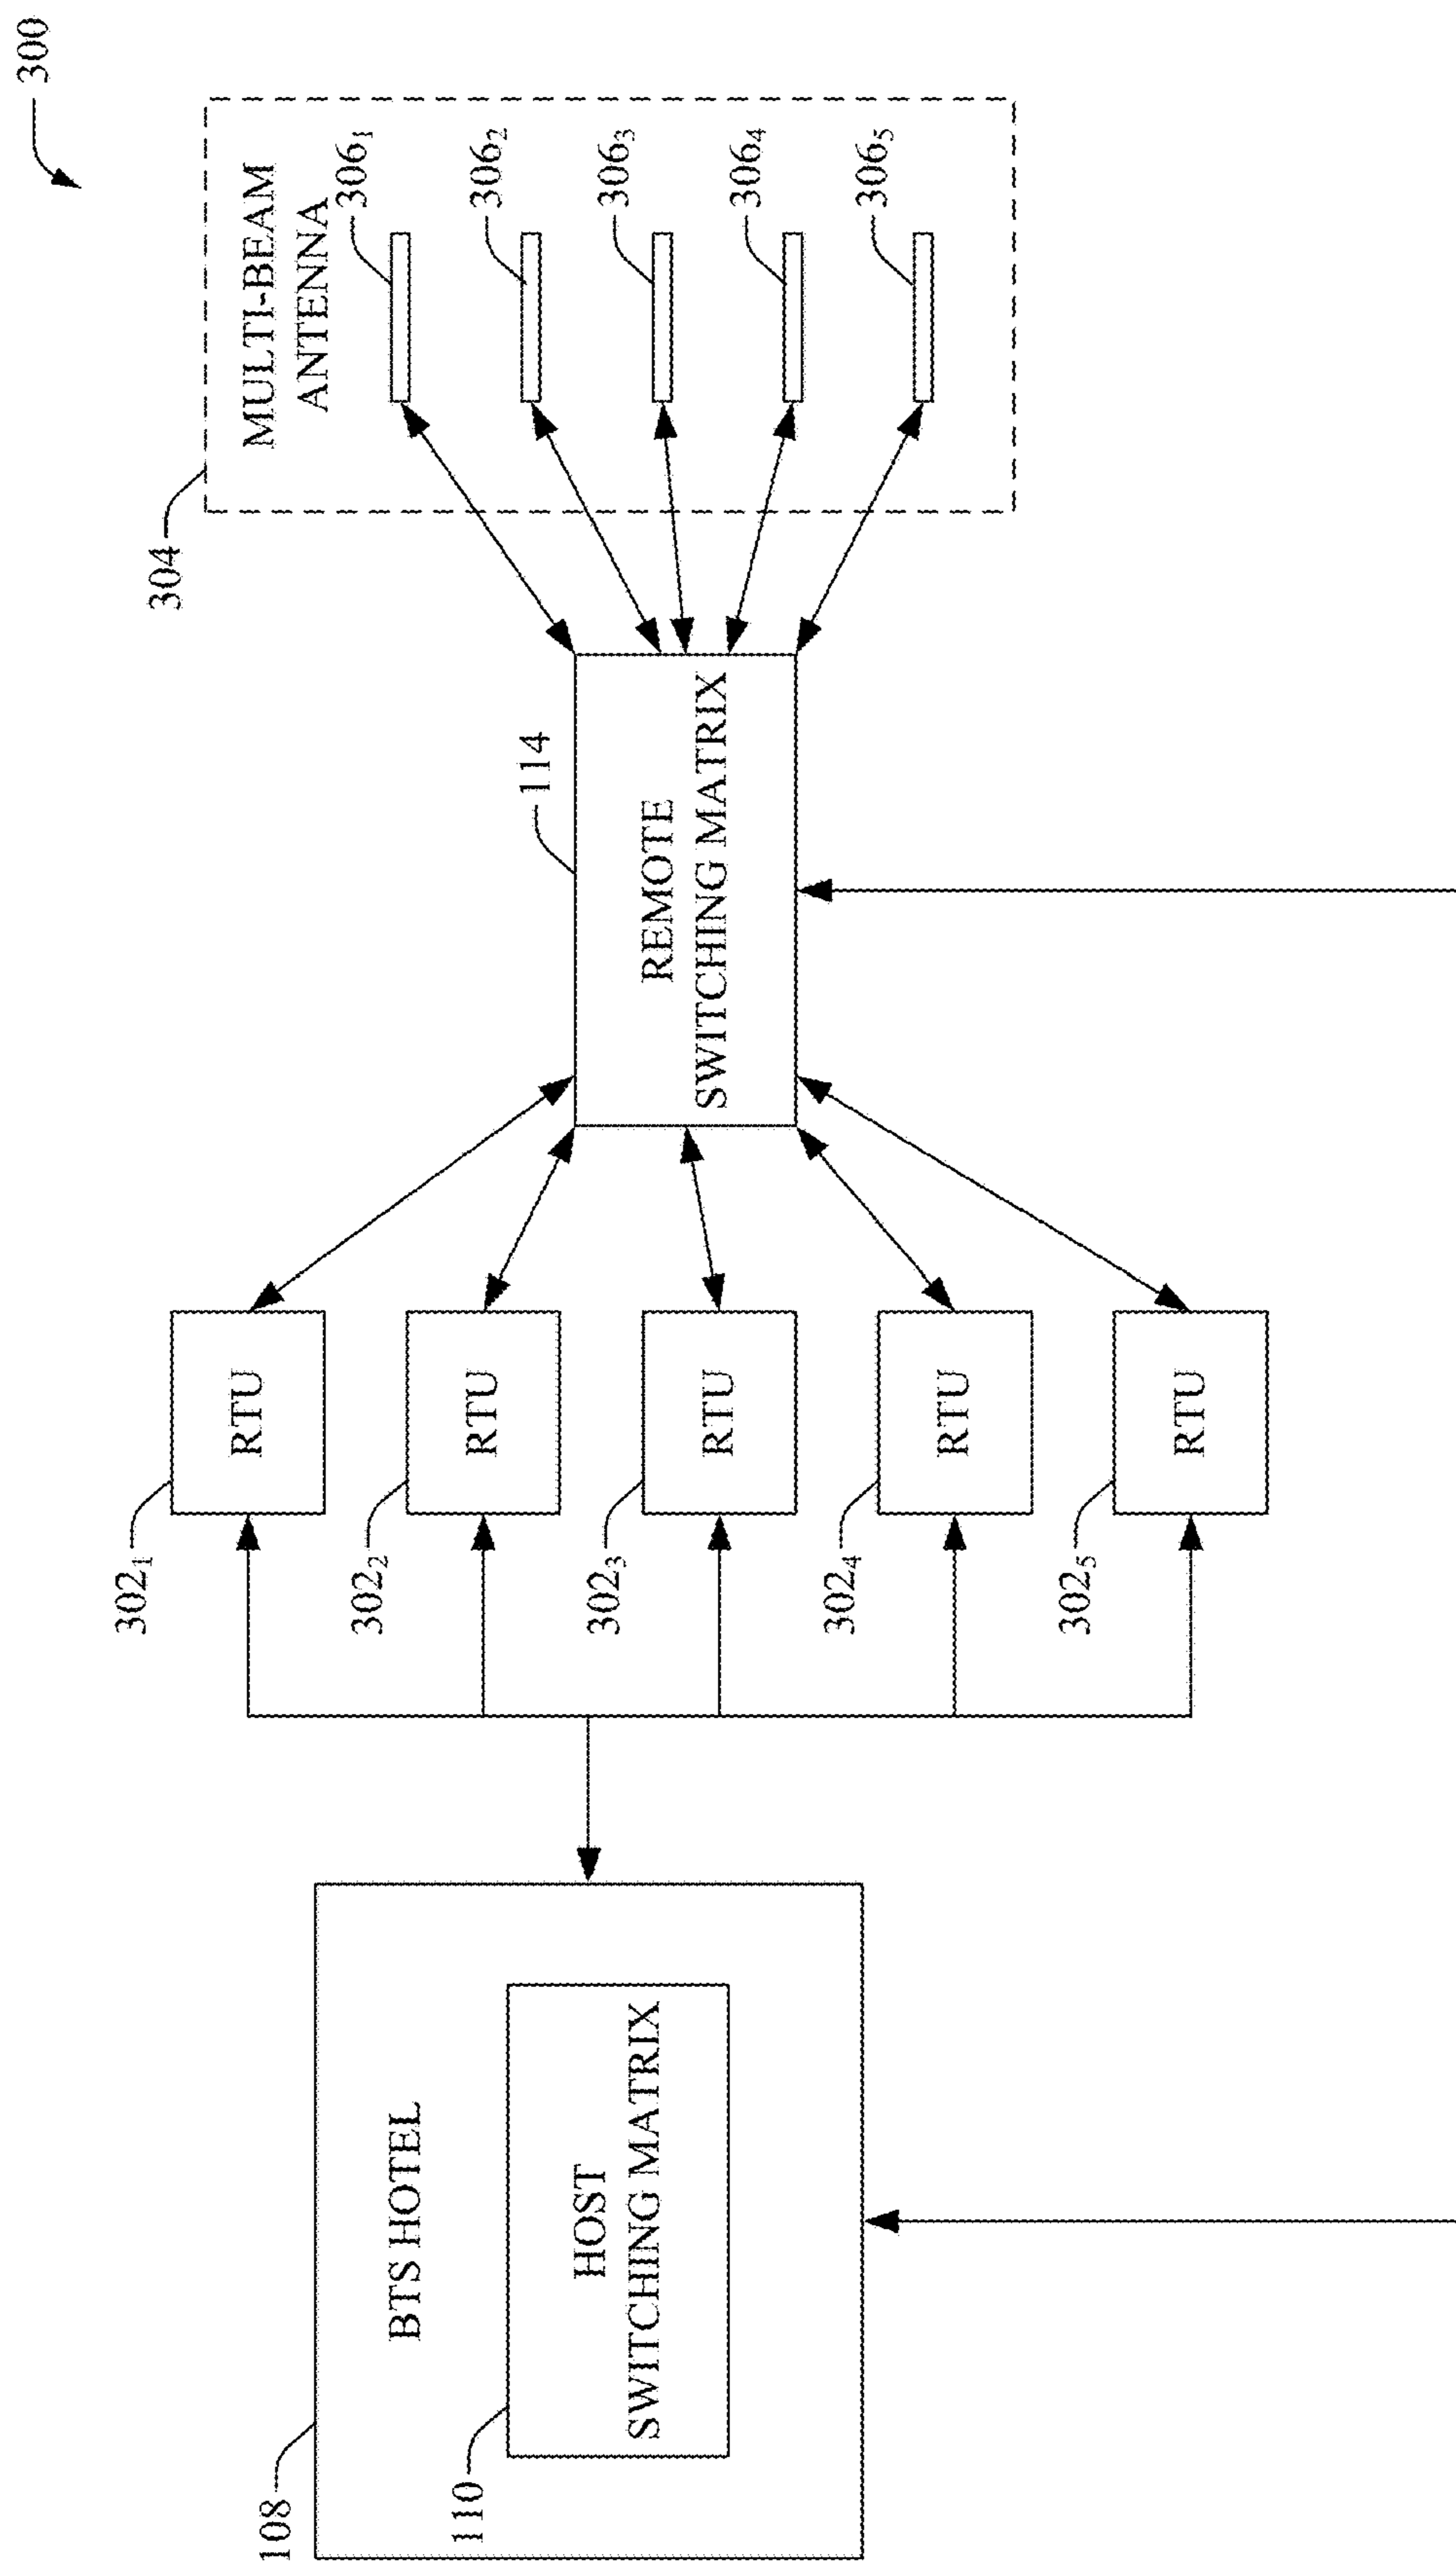 300
304
MULTI-BEAM
ANTENNA
306₁
306₂
306₃
306₄
306₅
114
REMOTE
SWITCHING MATRIX
302₁
RTU
302₂
RTU
302₃
RTU
302₄
RTU
302₅
RTU
108
BTS HOTEL
110
HOST
SWITCHING MATRIX